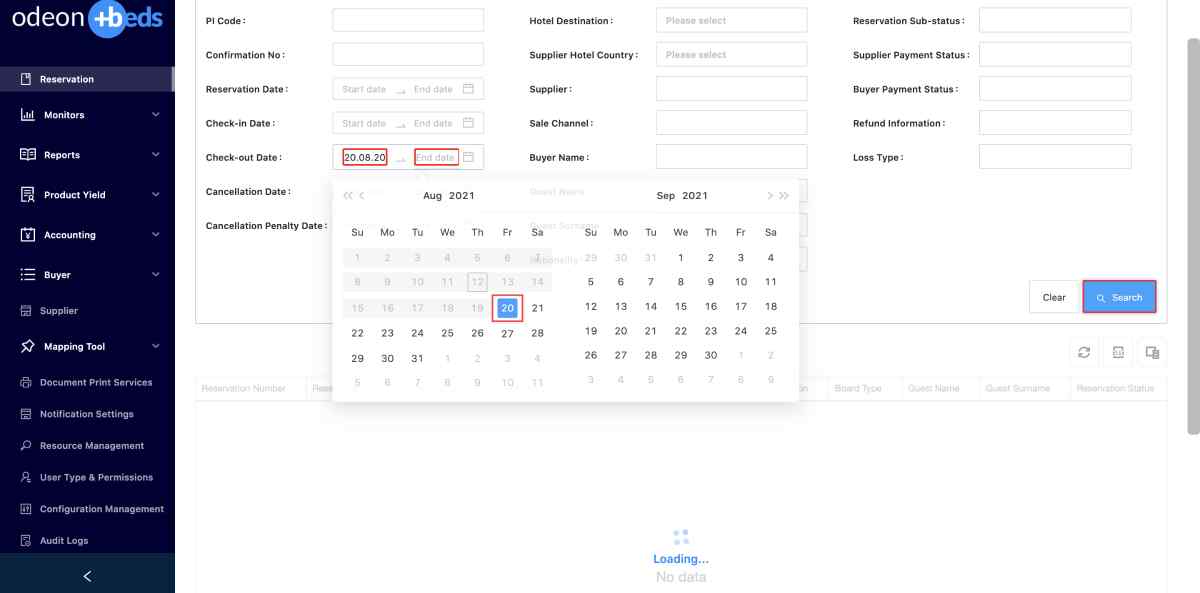 odeon +beds
Reservation
Monitors
Reports
Product Yield
Accounting
Buyer
Supplier
Mapping Tool
Document Print Services
Notification Settings
Resource Management
User Type & Permissions
Configuration Management
Audit Logs
PI Code : Hotel Destination : Please select Reservation Sub-status :
Confirmation No : Supplier Hotel Country : Please select Supplier Payment Status :
Reservation Date : Start date End date Supplier : Buyer Payment Status :
Check-in Date : Start date End date Sale Channel : Refund Information :
Check-out Date : 20.08.20 End date Buyer Name : Loss Type :
Cancellation Date : Guest Name
Cancellation Penalty Date : Guest Surname
Aug 2021 Sep 2021
Su Mo Tu We Th Fr Sa Su Mo Tu We Th Fr Sa
1 2 3 4 5 6 7 29 30 31 1 2 3 4
8 9 10 11 12 13 14 5 6 7 8 9 10 11
15 16 17 18 19 20 21 12 13 14 15 16 17 18
22 23 24 25 26 27 28 19 20 21 22 23 24 25
29 30 31 1 2 3 4 26 27 28 29 30 1 2
5 6 7 8 9 10 11 3 4 5 6 7 8 9
Clear Search
Reservation Number Board Type Guest Name Guest Surname Reservation Status
Loading...
No data